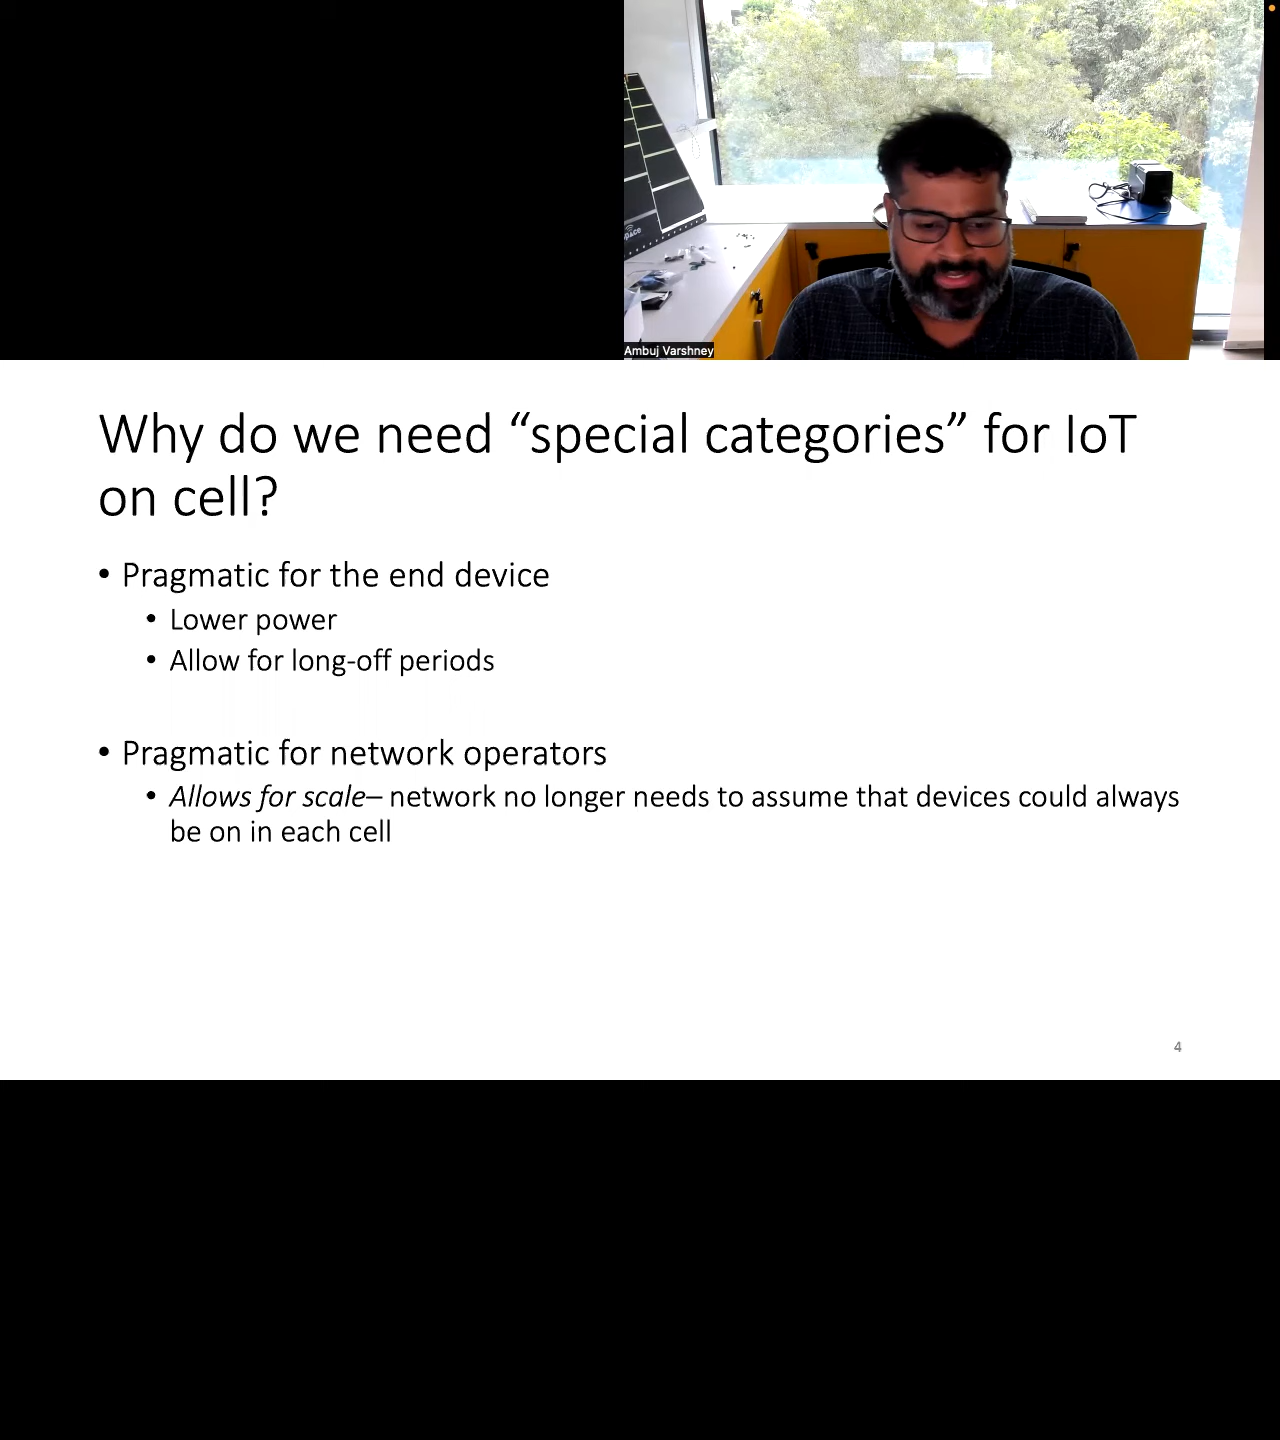 Ambuj Varshney
Why do we need “special categories” for IoT
on cell?
• Pragmatic for the end device
• Lower power
• Allow for long-off periods
• Pragmatic for network operators
• Allows for scale– network no longer needs to assume that devices could always
be on in each cell
4